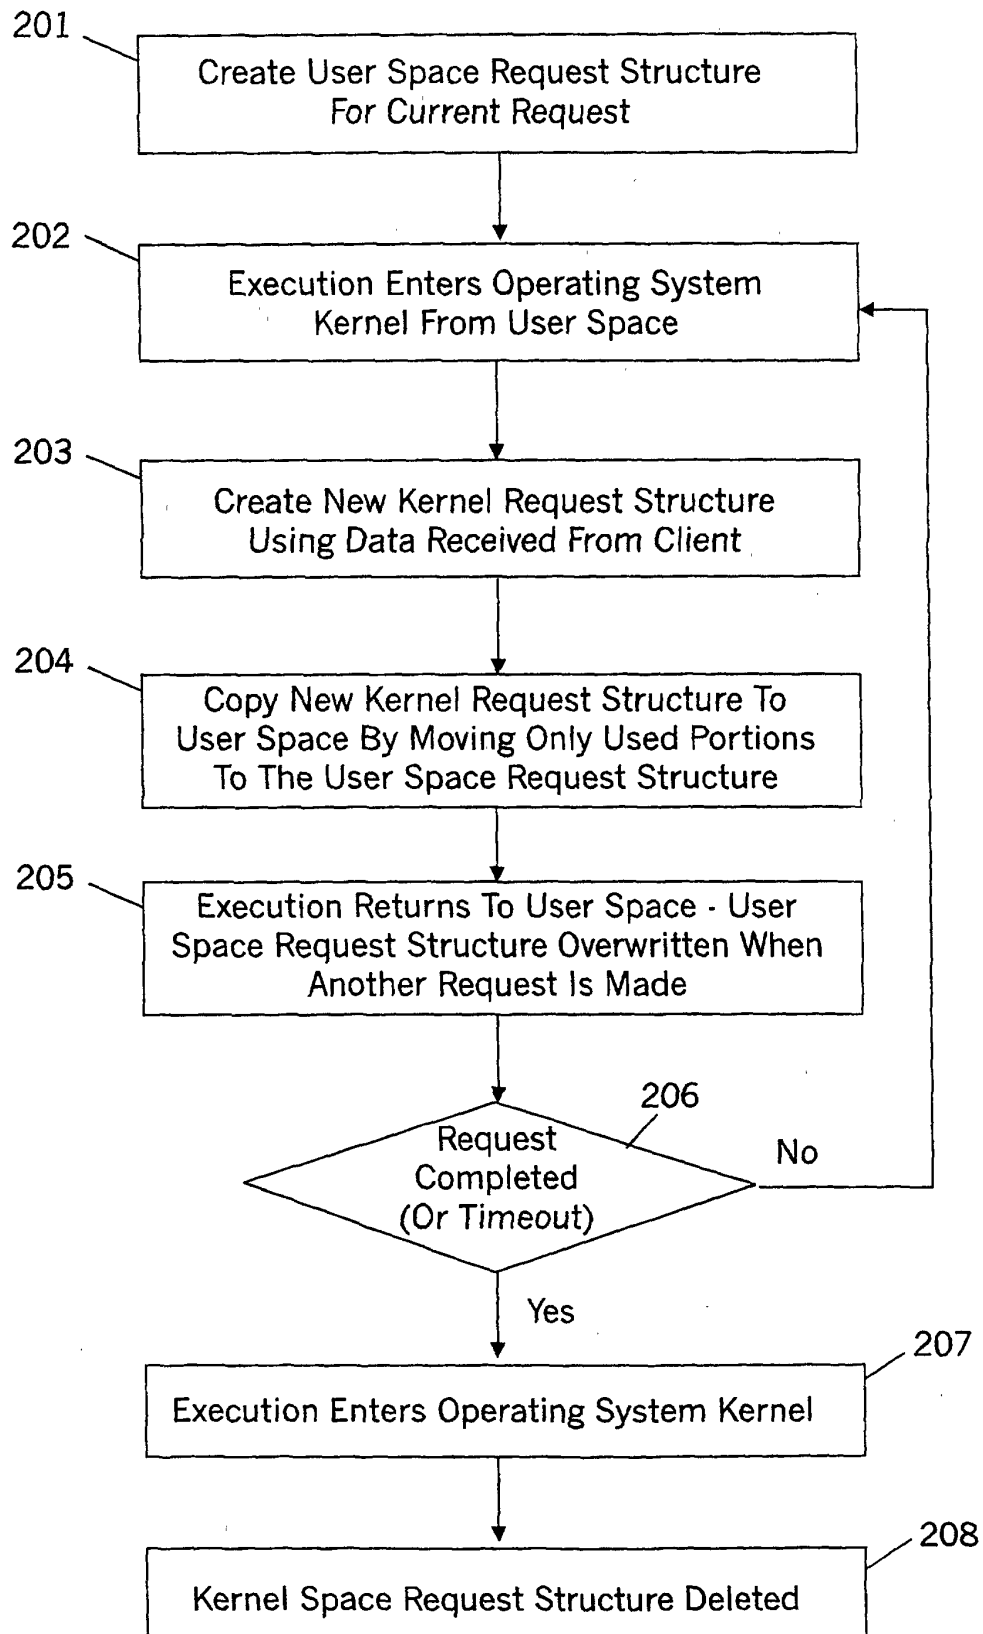 201
Create User Space Request Structure
For Current Request
202
Execution Enters Operating System
Kernel From User Space
203
Create New Kernel Request Structure
Using Data Received From Client
204
Copy New Kernel Request Structure To
User Space By Moving Only Used Portions
To The User Space Request Structure
205
Execution Returns To User Space - User
Space Request Structure Overwritten When
Another Request Is Made
206
Request
Completed
(Or Timeout)
No
Yes
207
Execution Enters Operating System Kernel
208
Kernel Space Request Structure Deleted